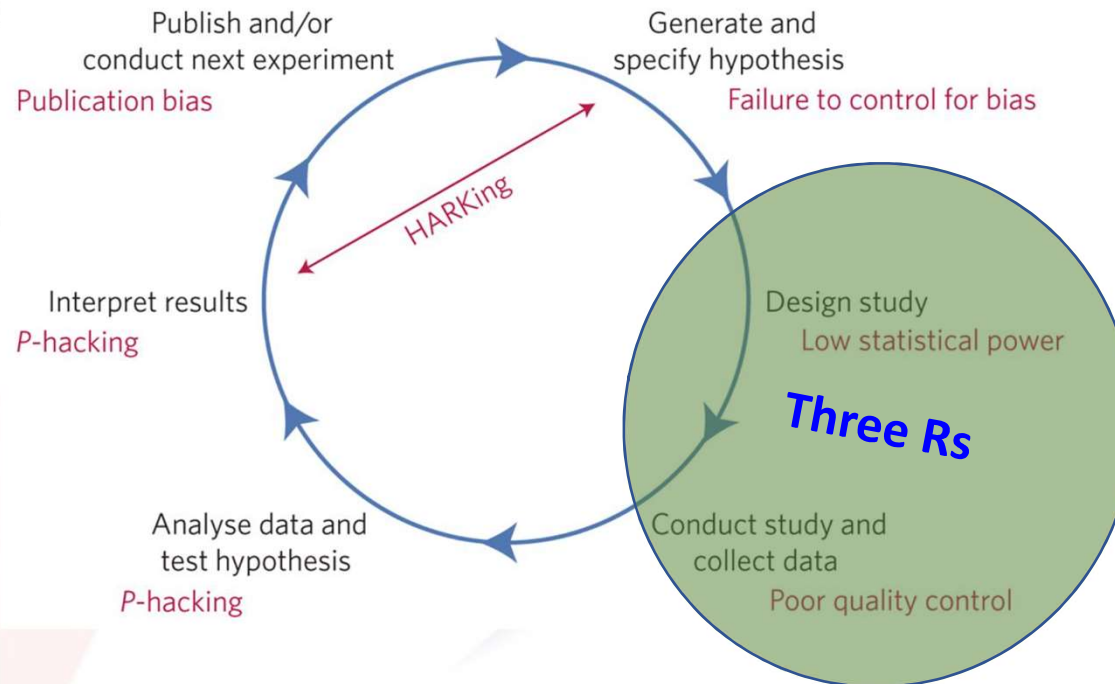 Publish and/or
conduct next experiment
Publication bias
Generate and
specify hypothesis
Failure to control for bias
HARKing
Interpret results
P-hacking
Design study
Low statistical power
Three Rs
Analyse data and
test hypothesis
P-hacking
Conduct study and
collect data
Poor quality control